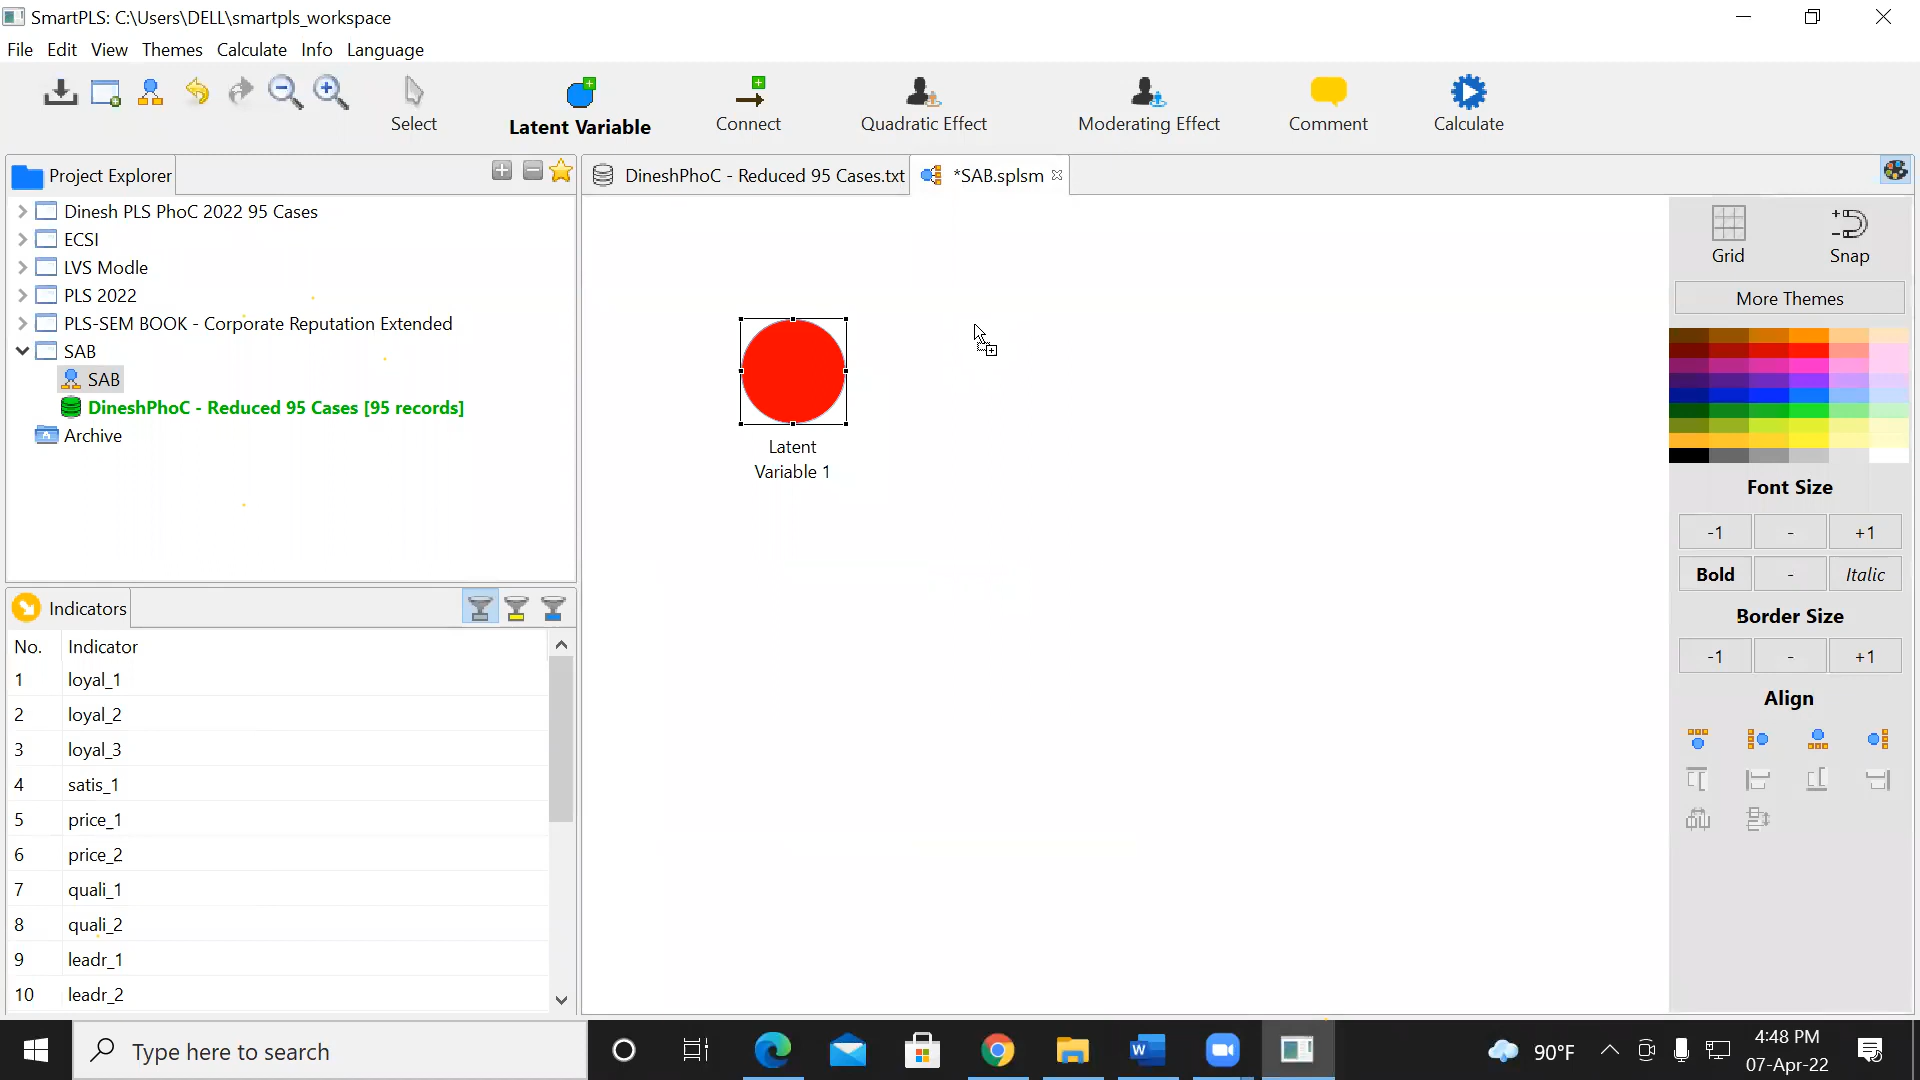 SmartPLS: C:\Users\DELL\smartpls_workspace
File Edit View Themes Calculate Info Language
Select
Latent Variable
Connect
Quadratic Effect
Moderating Effect
Comment
Calculate
Project Explorer
DineshPhoC - Reduced 95 Cases.txt
*SAB.splsm
Dinesh PLS PhoC 2022 95 Cases
ECSI
LVS Modle
PLS 2022
PLS-SEM BOOK - Corporate Reputation Extended
SAB
SAB
DineshPhoC - Reduced 95 Cases [95 records]
Archive
Latent
Variable 1
Grid
Snap
More Themes
Font Size
-1 - +1
Bold - Italic
Border Size
-1 - +1
Align
Indicators
No. Indicator
1 loyal_1
2 loyal_2
3 loyal_3
4 satis_1
5 price_1
6 price_2
7 quali_1
8 quali_2
9 leadr_1
10 leadr_2
Type here to search
90°F
4:48 PM
07-Apr-22